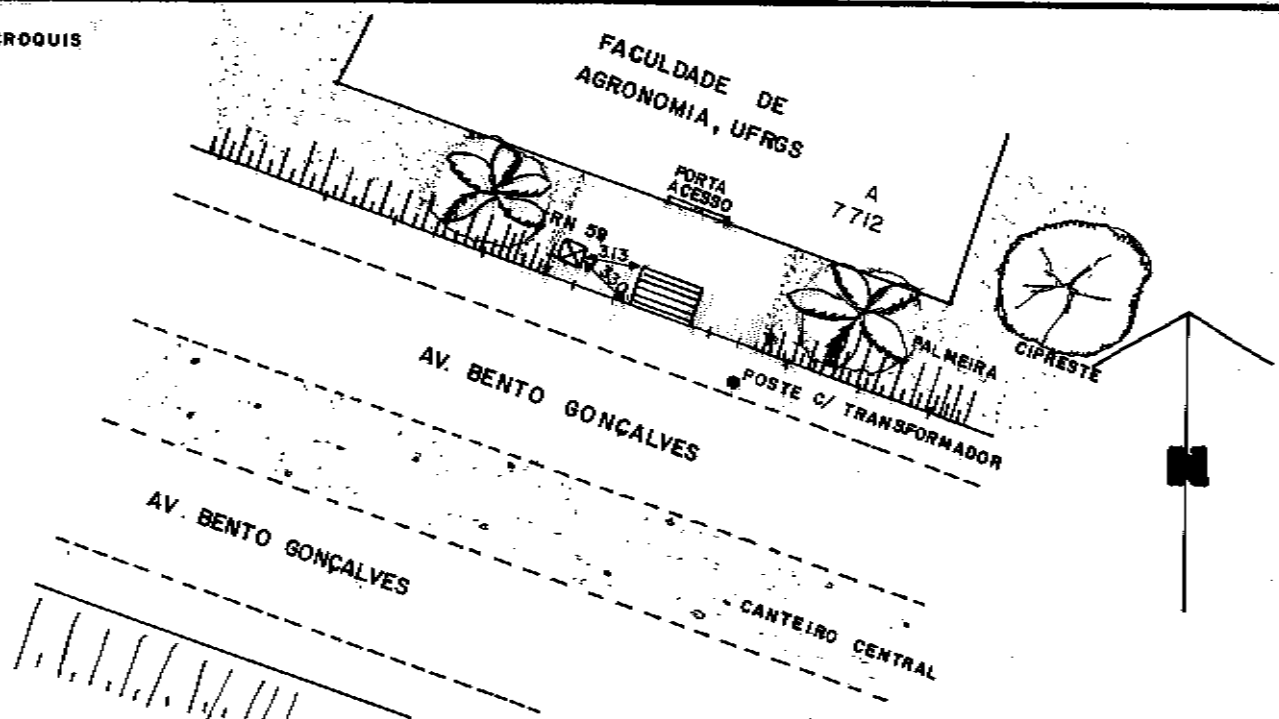 CROQUIS
FACULDADE DE
AGRONOMIA, UFRGS
PORTA
ACESSO
A
7712
RN 59
313
PALMEIRA
CIPRESTE
POSTE C/ TRANSFORMADOR
N
AV. BENTO GONÇALVES
AV. BENTO GONÇALVES
CANTEIRO CENTRAL